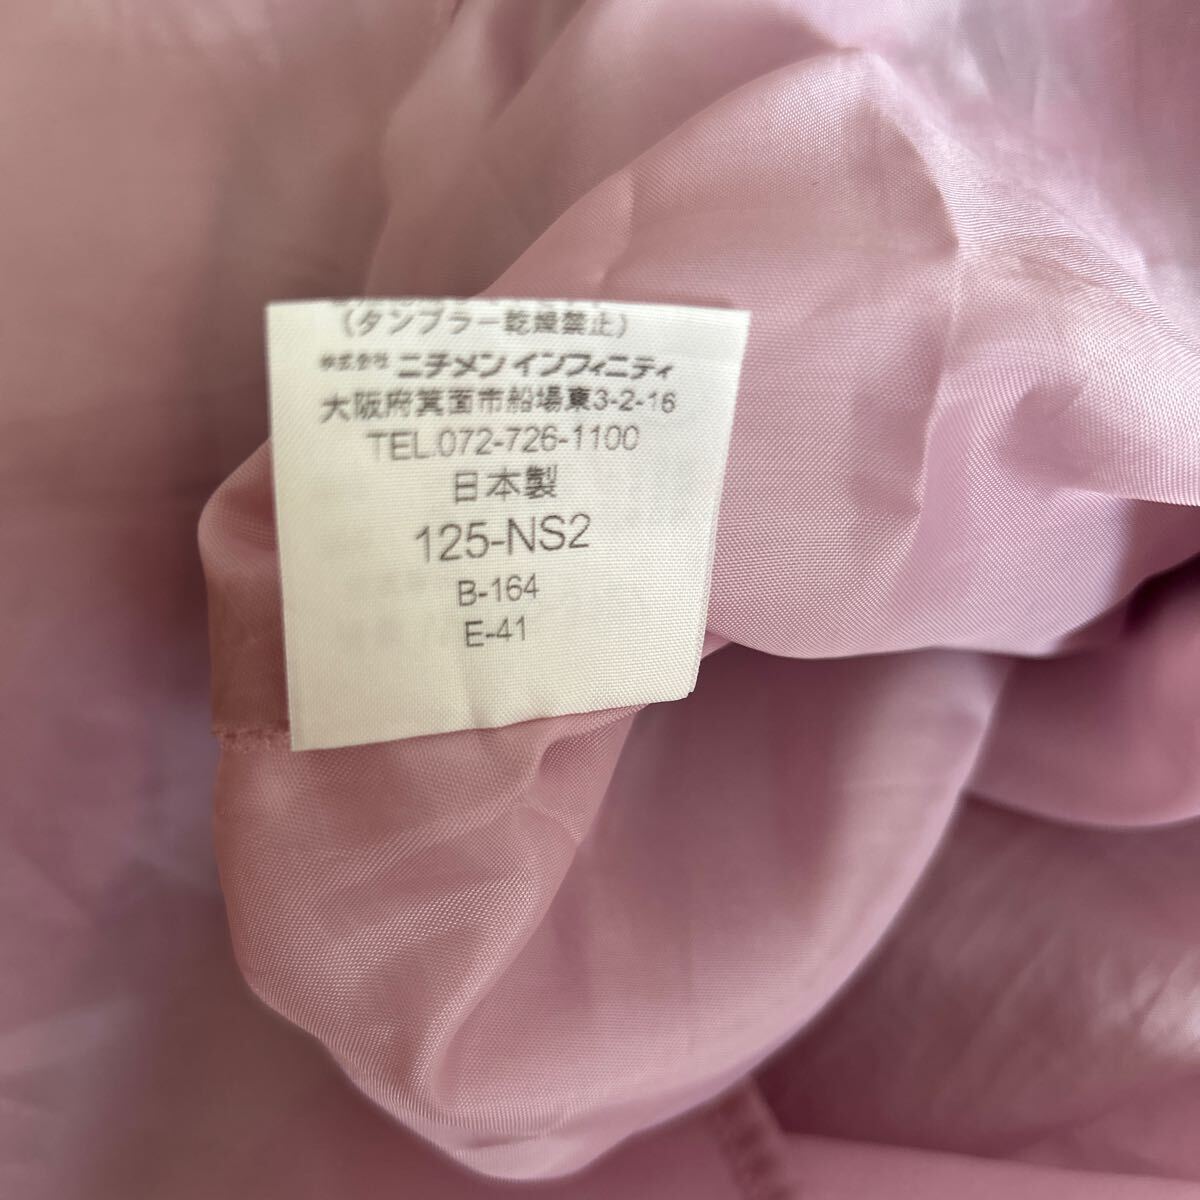 (タンブラー乾燥禁止)
株式会社 ニチメン インフィニティ
大阪府箕面市船場東3-2-16
TEL.072-726-1100
日本製
125-NS2
B-164
E-41